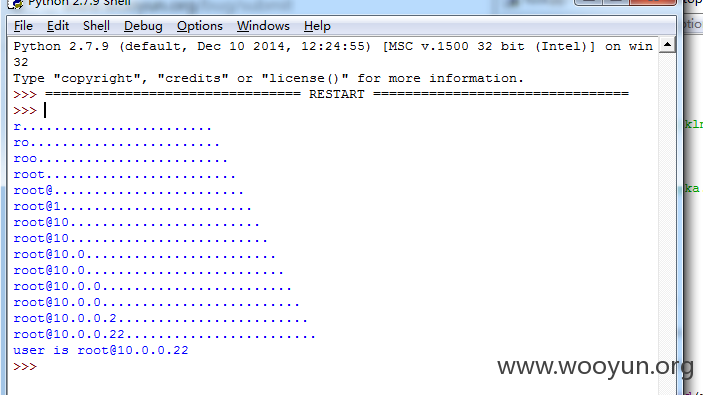 Python 2.7.9 Shell
File Edit Shell Debug Options Windows Help
Python 2.7.9 (default, Dec 10 2014, 12:24:55) [MSC v.1500 32 bit (Intel)] on win
32
Type "copyright", "credits" or "license()" for more information.
>>> ================================ RESTART ================================
>>>
r........................
ro........................
roo........................
root........................
root@........................
root@1........................
root@10........................
root@10.........................
root@10.0........................
root@10.0.........................
root@10.0.0........................
root@10.0.0.........................
root@10.0.0.2........................
root@10.0.0.22........................
user is root@10.0.0.22
>>>
www.wooyun.org